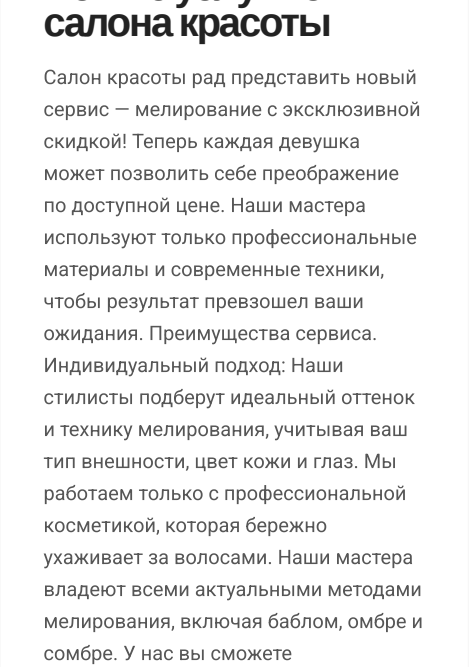 салона красоты
Салон красоты рад представить новый
сервис — мелирование с эксклюзивной
скидкой! Теперь каждая девушка
может позволить себе преображение
по доступной цене. Наши мастера
используют только профессиональные
материалы и современные техники,
чтобы результат превзошел ваши
ожидания. Преимущества сервиса.
Индивидуальный подход: Наши
стилисты подберут идеальный оттенок
и технику мелирования, учитывая ваш
тип внешности, цвет кожи и глаз. Мы
работаем только с профессиональной
косметикой, которая бережно
ухаживает за волосами. Наши мастера
владеют всеми актуальными методами
мелирования, включая баблом, омбре и
сомбре. У нас вы сможете